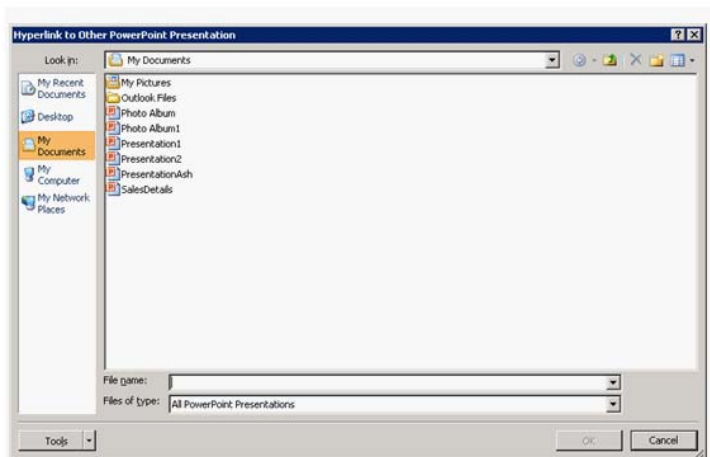 Hyperlink to Other PowerPoint Presentation
Look in:
My Documents
My Recent
Documents
Desktop
My
Documents
My
Computer
My Network
Places
My Pictures
Outlook Files
Photo Album
Photo Album1
Presentation1
Presentation2
PresentationAsh
SalesDetails
File name:
Files of type:
All PowerPoint Presentations
Tools
OK
Cancel